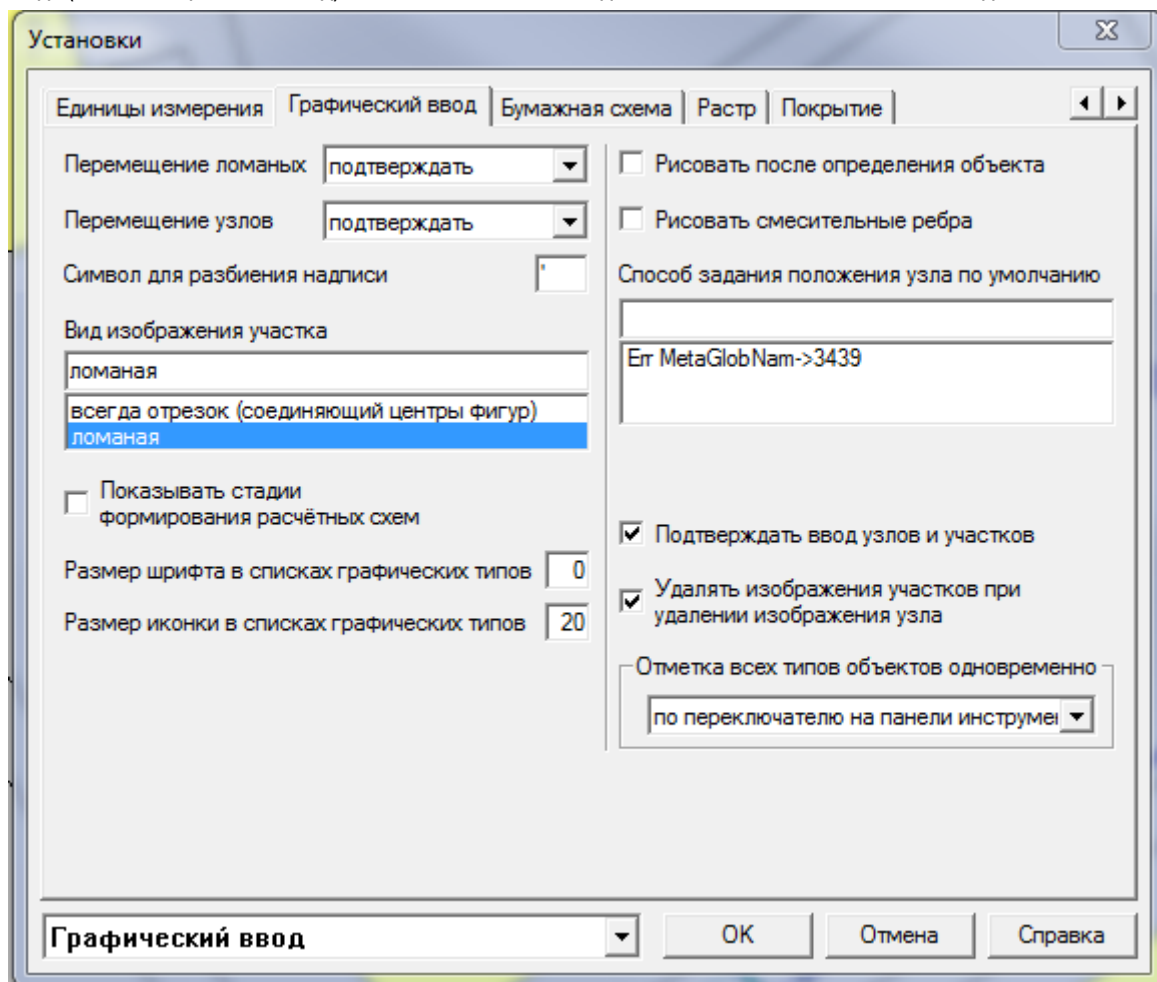 Установки
Единицы измерения
Графический ввод
Бумажная схема
Растр
Покрытие
Перемещение ломаных
подтверждать
Перемещение узлов
подтверждать
Символ для разбиения надписи
'
Вид изображения участка
ломаная
всегда отрезок (соединяющий центры фигур)
ломаная
Показывать стадии
формирования расчётных схем
Размер шрифта в списках графических типов
0
Размер иконки в списках графических типов
20
Рисовать после определения объекта
Рисовать смесительные ребра
Способ задания положения узла по умолчанию
Err MetaGlobNam->3439
Подтверждать ввод узлов и участков
Удалять изображения участков при
удалении изображения узла
Отметка всех типов объектов одновременно
по переключателю на панели инструме
Графический ввод
OK
Отмена
Справка